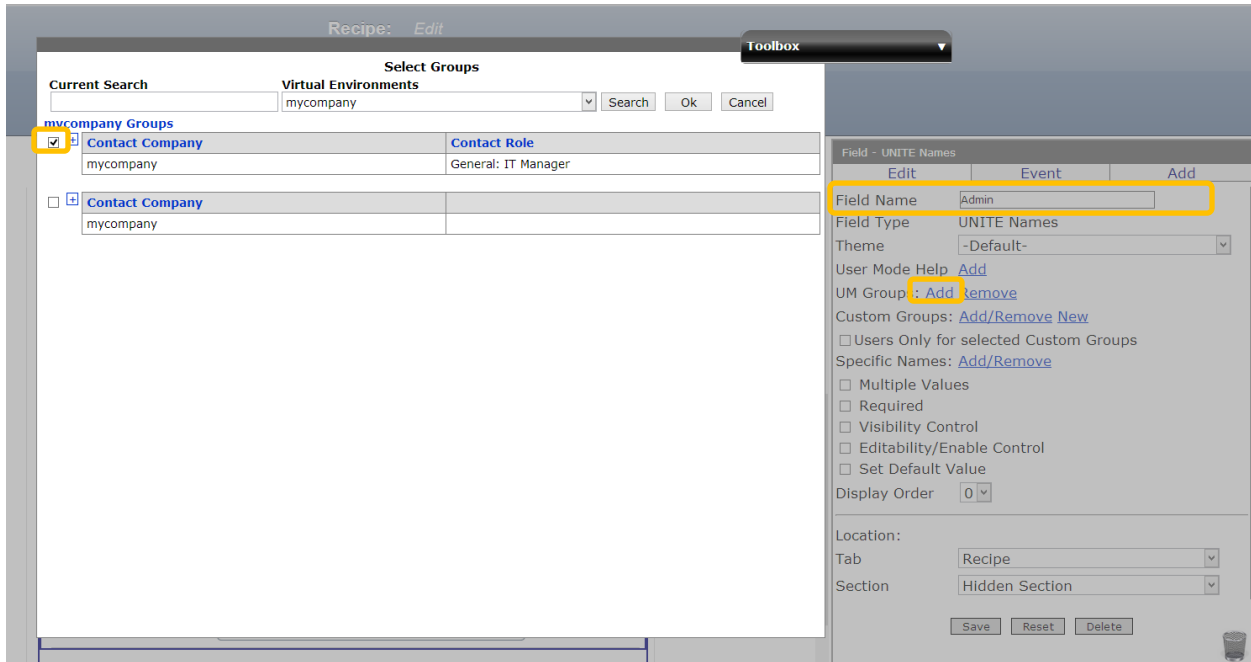 Recipe: Edit
Toolbox
Select Groups
Current Search Virtual Environments
mycompany Search Ok Cancel
mycompany Groups
Contact Company Contact Role
mycompany General: IT Manager
Contact Company
mycompany
Field - UNITE Names
Edit Event Add
Field Name Admin
Field Type UNITE Names
Theme -Default-
User Mode Help Add
UM Groups: Add Remove
Custom Groups: Add/Remove New
Users Only for selected Custom Groups
Specific Names: Add/Remove
Multiple Values
Required
Visibility Control
Editability/Enable Control
Set Default Value
Display Order 0
Location:
Tab Recipe
Section Hidden Section
Save Reset Delete